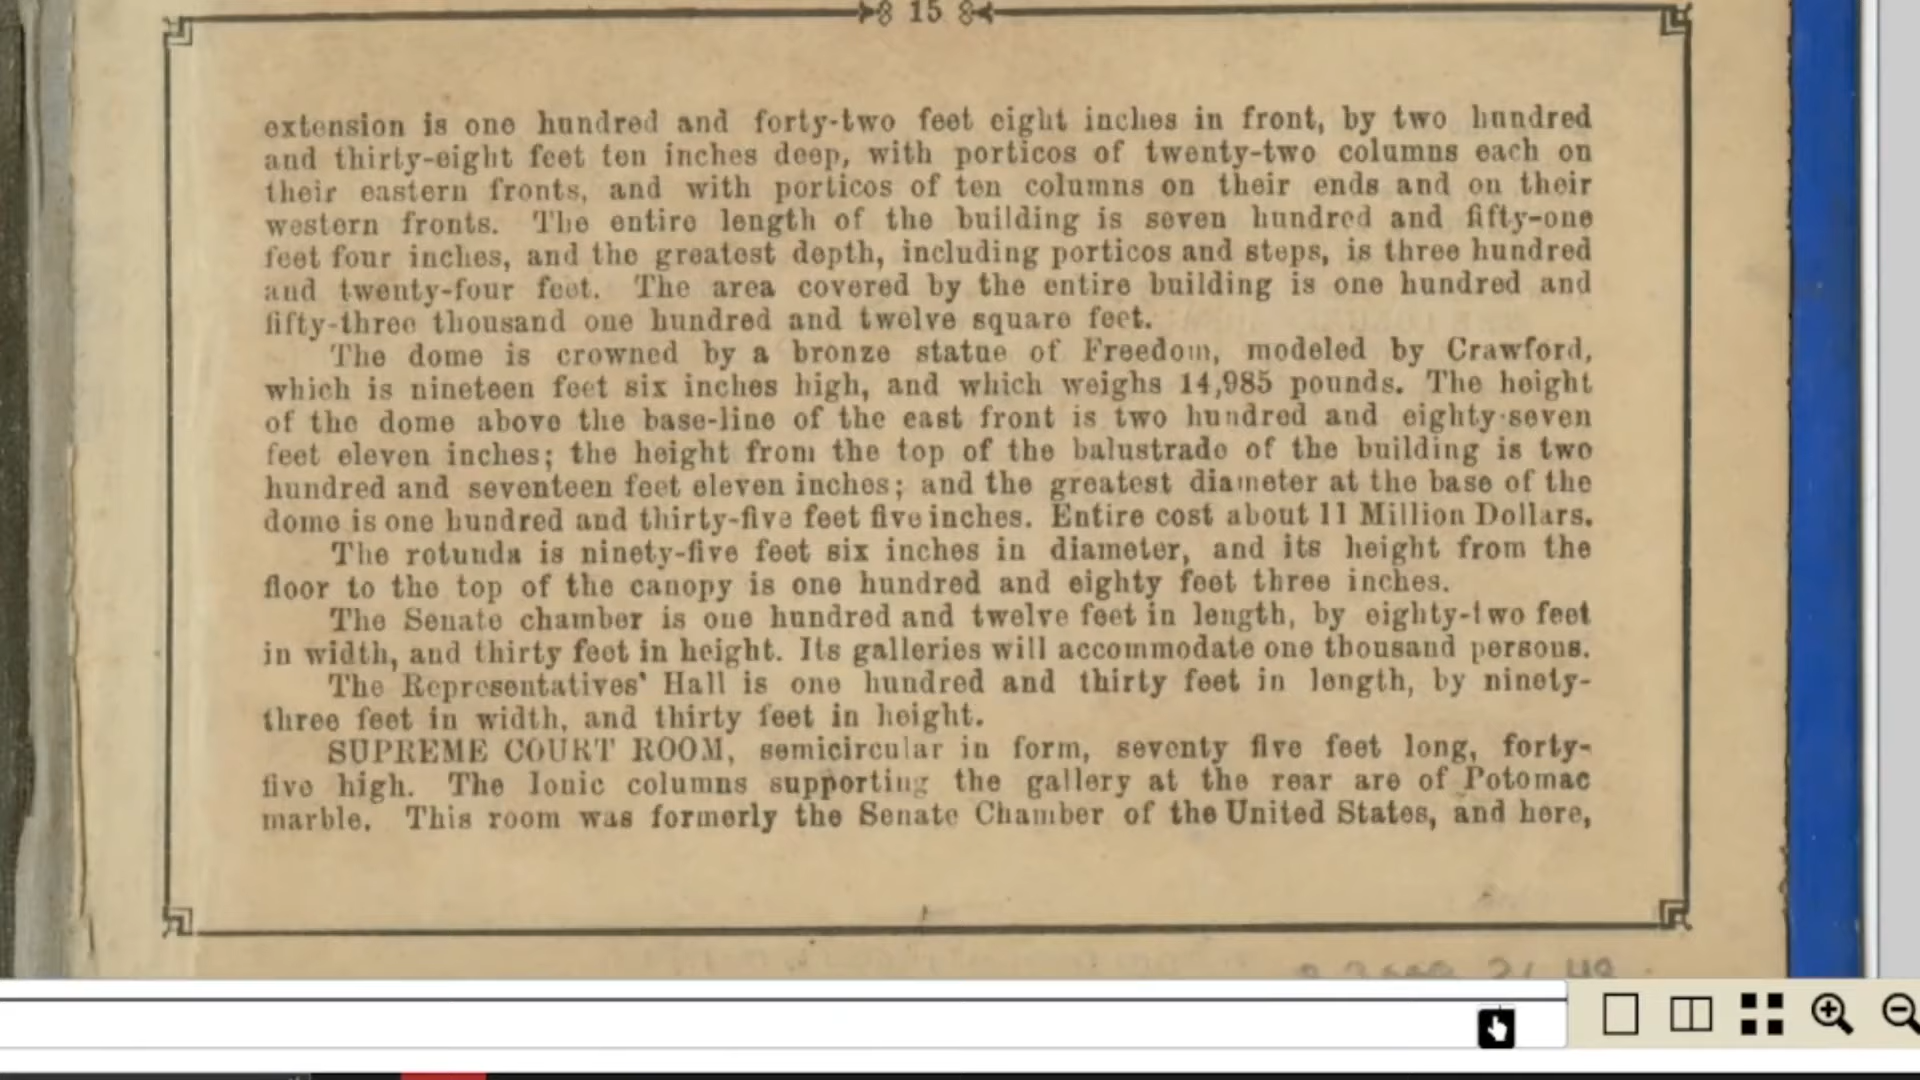 15
extension is one hundred and forty-two feet eight inches in front, by two hundred
and thirty-eight feet ten inches deep, with porticos of twenty-two columns each on
their eastern fronts, and with porticos of ten columns on their ends and on their
western fronts. The entire length of the building is seven hundred and fifty-one
feet four inches, and the greatest depth, including porticos and steps, is three hundred
and twenty-four feet. The area covered by the entire building is one hundred and
fifty-three thousand one hundred and twelve square feet.
The dome is crowned by a bronze statue of Freedom, modeled by Crawford,
which is nineteen feet six inches high, and which weighs 14,985 pounds. The height
of the dome above the base-line of the east front is two hundred and eighty-seven
feet eleven inches; the height from the top of the balustrade of the building is two
hundred and seventeen feet eleven inches; and the greatest diameter at the base of the
dome is one hundred and thirty-five feet five inches. Entire cost about 11 Million Dollars.
The rotunda is ninety-five feet six inches in diameter, and its height from the
floor to the top of the canopy is one hundred and eighty feet three inches.
The Senate chamber is one hundred and twelve feet in length, by eighty-two feet
in width, and thirty feet in height. Its galleries will accommodate one thousand persons.
The Representatives' Hall is one hundred and thirty feet in length, by ninety-
three feet in width, and thirty feet in height.
SUPREME COURT ROOM, semicircular in form, seventy five feet long, forty-
five high. The Ionic columns supporting the gallery at the rear are of Potomac
marble. This room was formerly the Senate Chamber of the United States, and here,